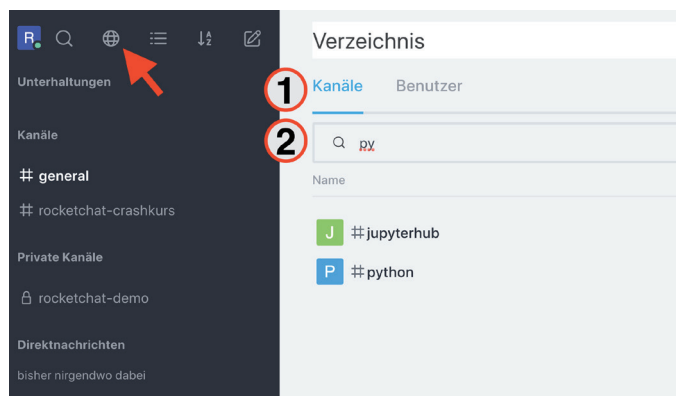 R
Unterhaltungen
Kanäle
# general
# rocketchat-crashkurs
Private Kanäle
rocketchat-demo
Direktnachrichten
bisher nirgendwo dabei
Verzeichnis
1 Kanäle Benutzer
2 py
Name
J #jupyterhub
P #python